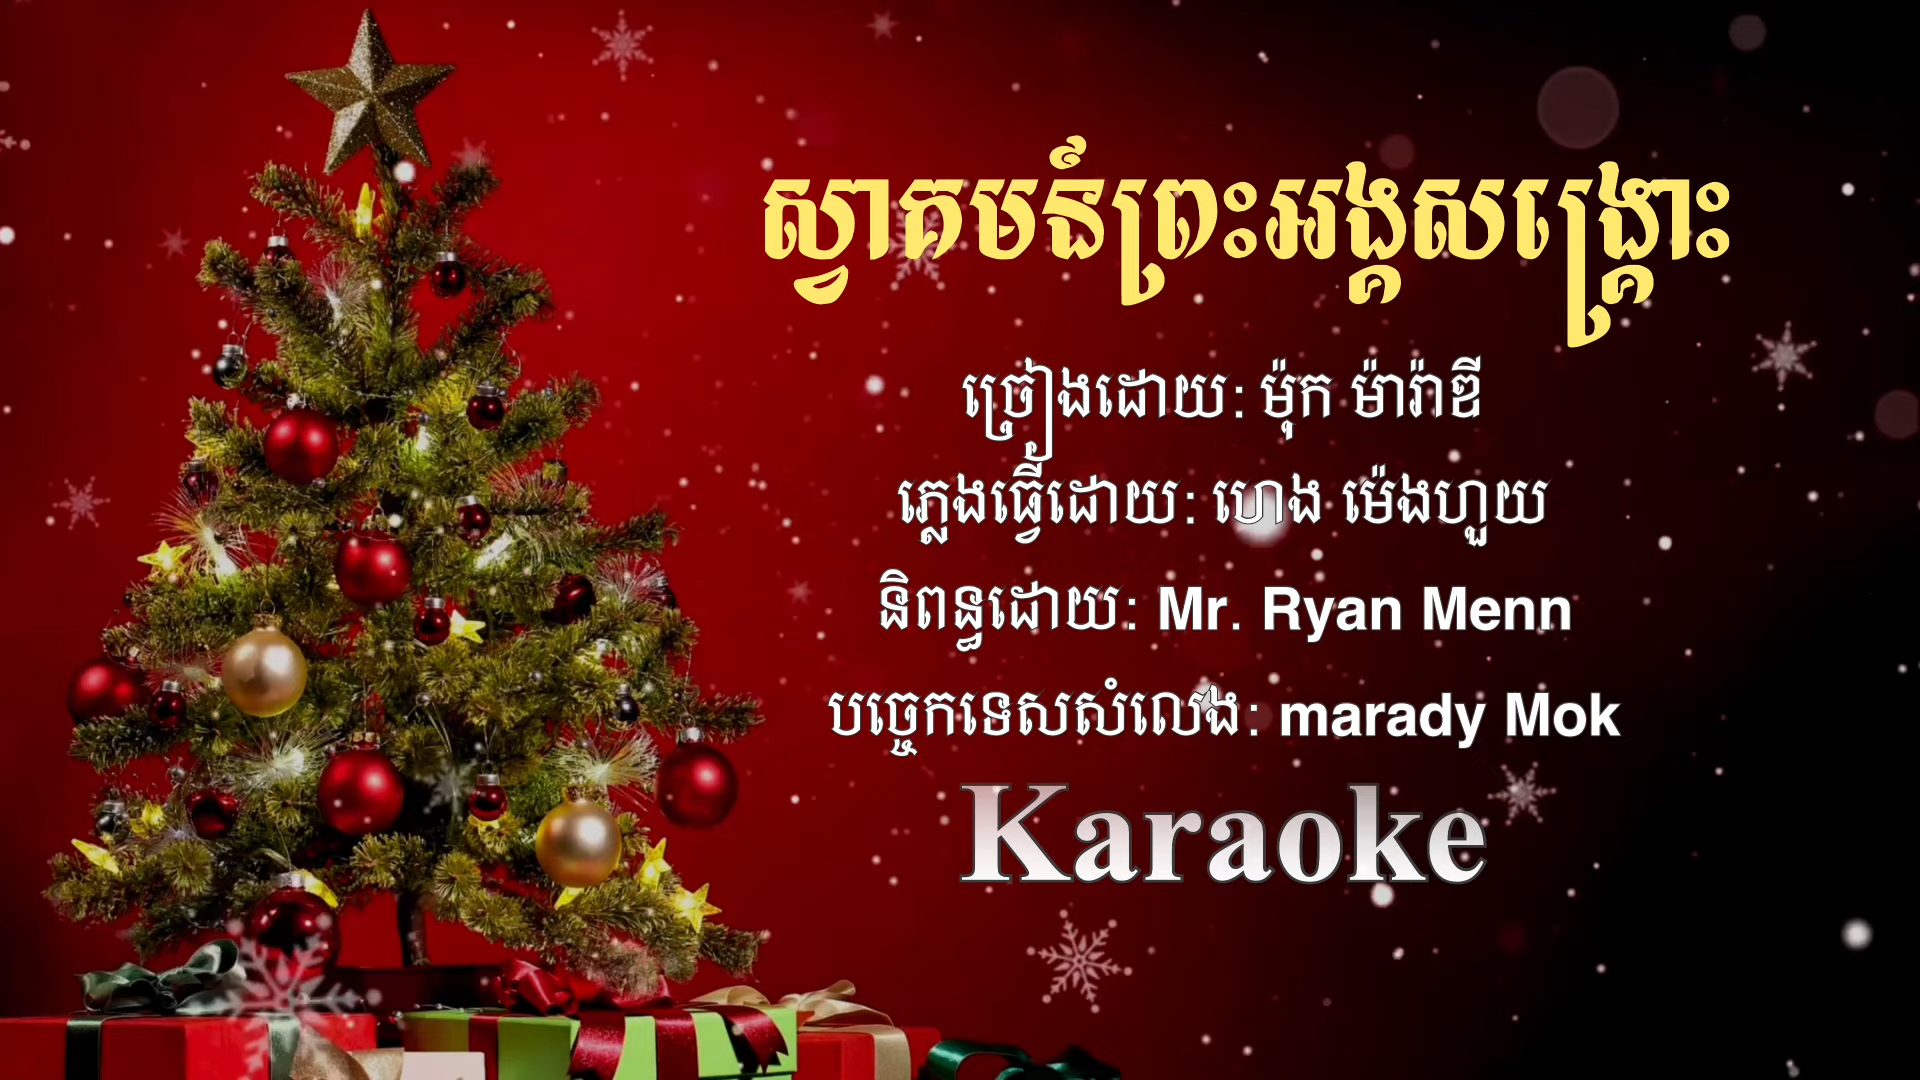 ស្វាគមន៍ព្រះអង្គសង្គ្រោះ
ច្រៀងដោយ: ម៉ុក ម៉ារ៉ាឌី
ភ្លេងធ្វើដោយ: ហេង ម៉េងហួយ
និពន្ធដោយ: Mr. Ryan Menn
បច្ចេកទេសសំលេង: marady Mok
Karaoke